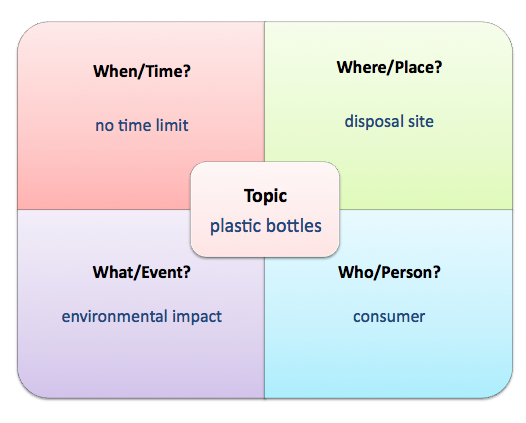 When/Time?
no time limit
Where/Place?
disposal site
Topic
plastic bottles
What/Event?
environmental impact
Who/Person?
consumer